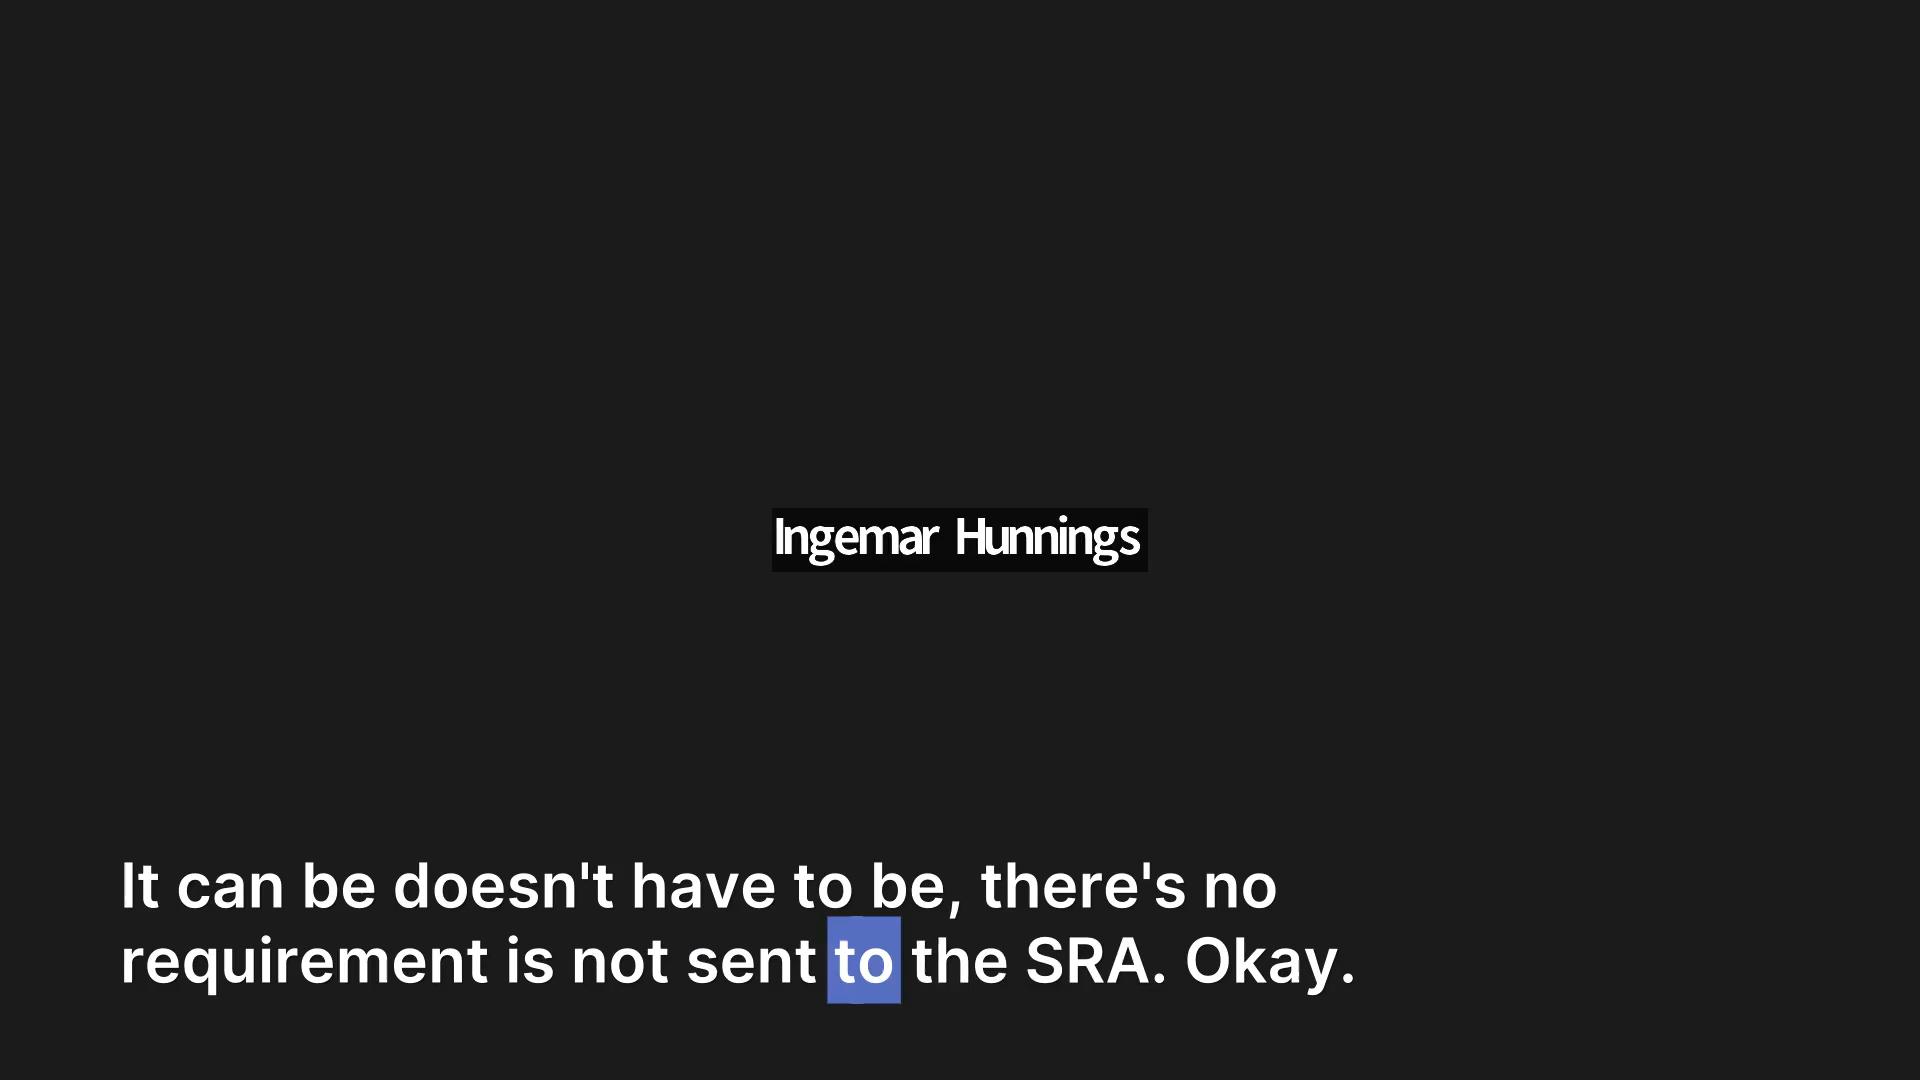 Ingemar Hunnings
It can be doesn't have to be, there's no
requirement is not sent to the SRA. Okay.